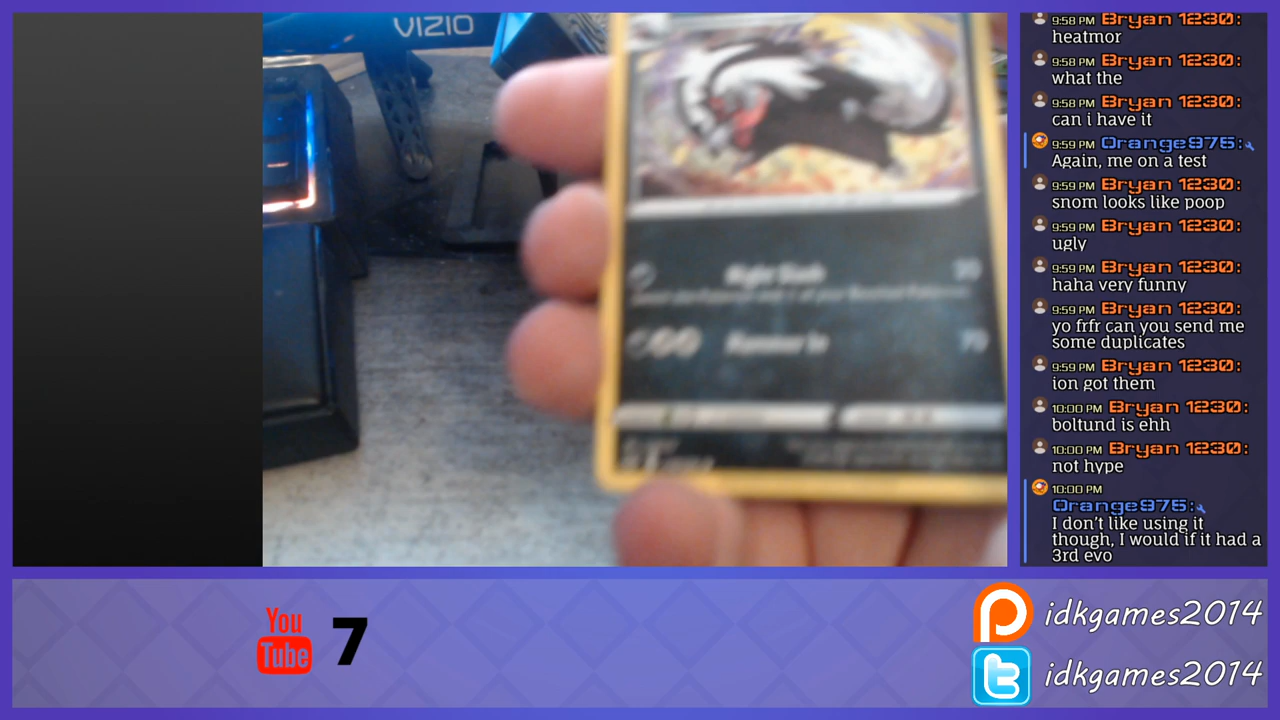 VIZIO
Night Slash
20
70
9:58 PM Bryan 1230:
heatmor
9:58 PM Bryan 1230:
what the
9:58 PM Bryan 1230:
can i have it
9:59 PM Orange975:
Again, me on a test
9:59 PM Bryan 1230:
snom looks like poop
9:59 PM Bryan 1230:
ugly
9:59 PM Bryan 1230:
haha very funny
9:59 PM Bryan 1230:
yo frfr can you send me
some duplicates
9:59 PM Bryan 1230:
ion got them
10:00 PM Bryan 1230:
boltund is ehh
10:00 PM Bryan 1230:
not hype
10:00 PM
Orange975:
I don't like using it
though, I would if it had a
3rd evo
You
Tube 7
idkgames2014
idkgames2014